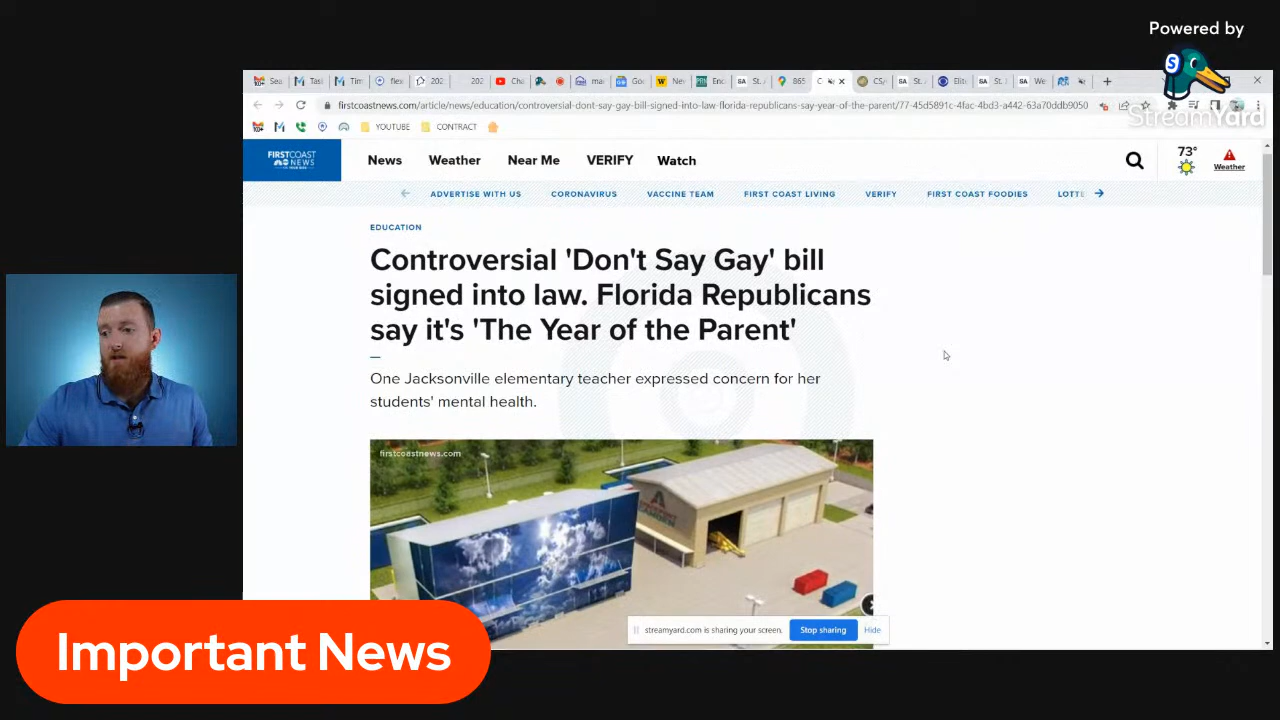 Powered by
StreamYard
firstcoastnews.com/article/news/education/controversial-dont-say-gay-bill-signed-into-law-florida-republicans-say-year-of-the-parent/77-45d5891c-4fac-4bd3-a442-63a70ddb9050
YOUTUBE CONTRACT
FIRST COAST NEWS
News Weather Near Me VERIFY Watch
73°
Weather
ADVERTISE WITH US CORONAVIRUS VACCINE TEAM FIRST COAST LIVING VERIFY FIRST COAST FOODIES LOTTE
EDUCATION
Controversial 'Don't Say Gay' bill
signed into law. Florida Republicans
say it's 'The Year of the Parent'
One Jacksonville elementary teacher expressed concern for her
students' mental health.
firstcoastnews.com
streamyard.com is sharing your screen. Stop sharing Hide
Important News